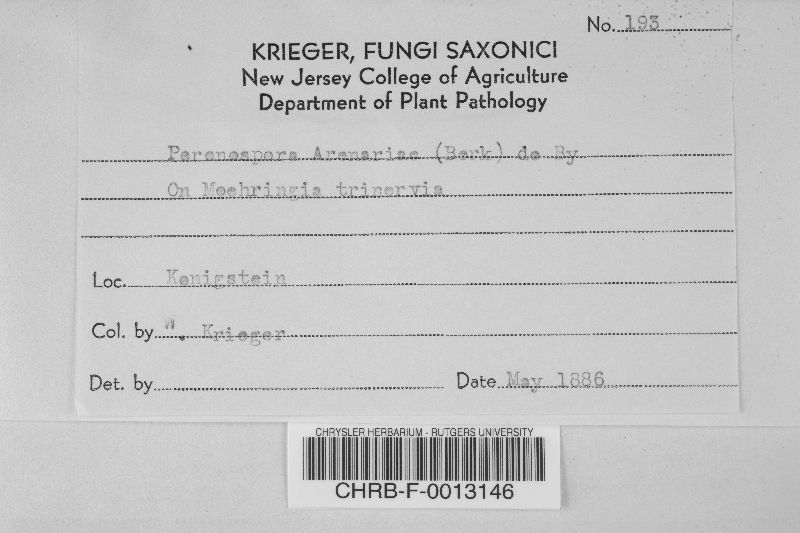 No. 193
KRIEGER, FUNGI SAXONICI
New Jersey College of Agriculture
Department of Plant Pathology
Peronospora Arenariae (Berk) de By
On Moehringia trinervia
Loc. Konigstein
Col. by W. Krieger
Det. by
Date May 1886
CHRYSLER HERBARIUM - RUTGERS UNIVERSITY
CHRB-F-0013146